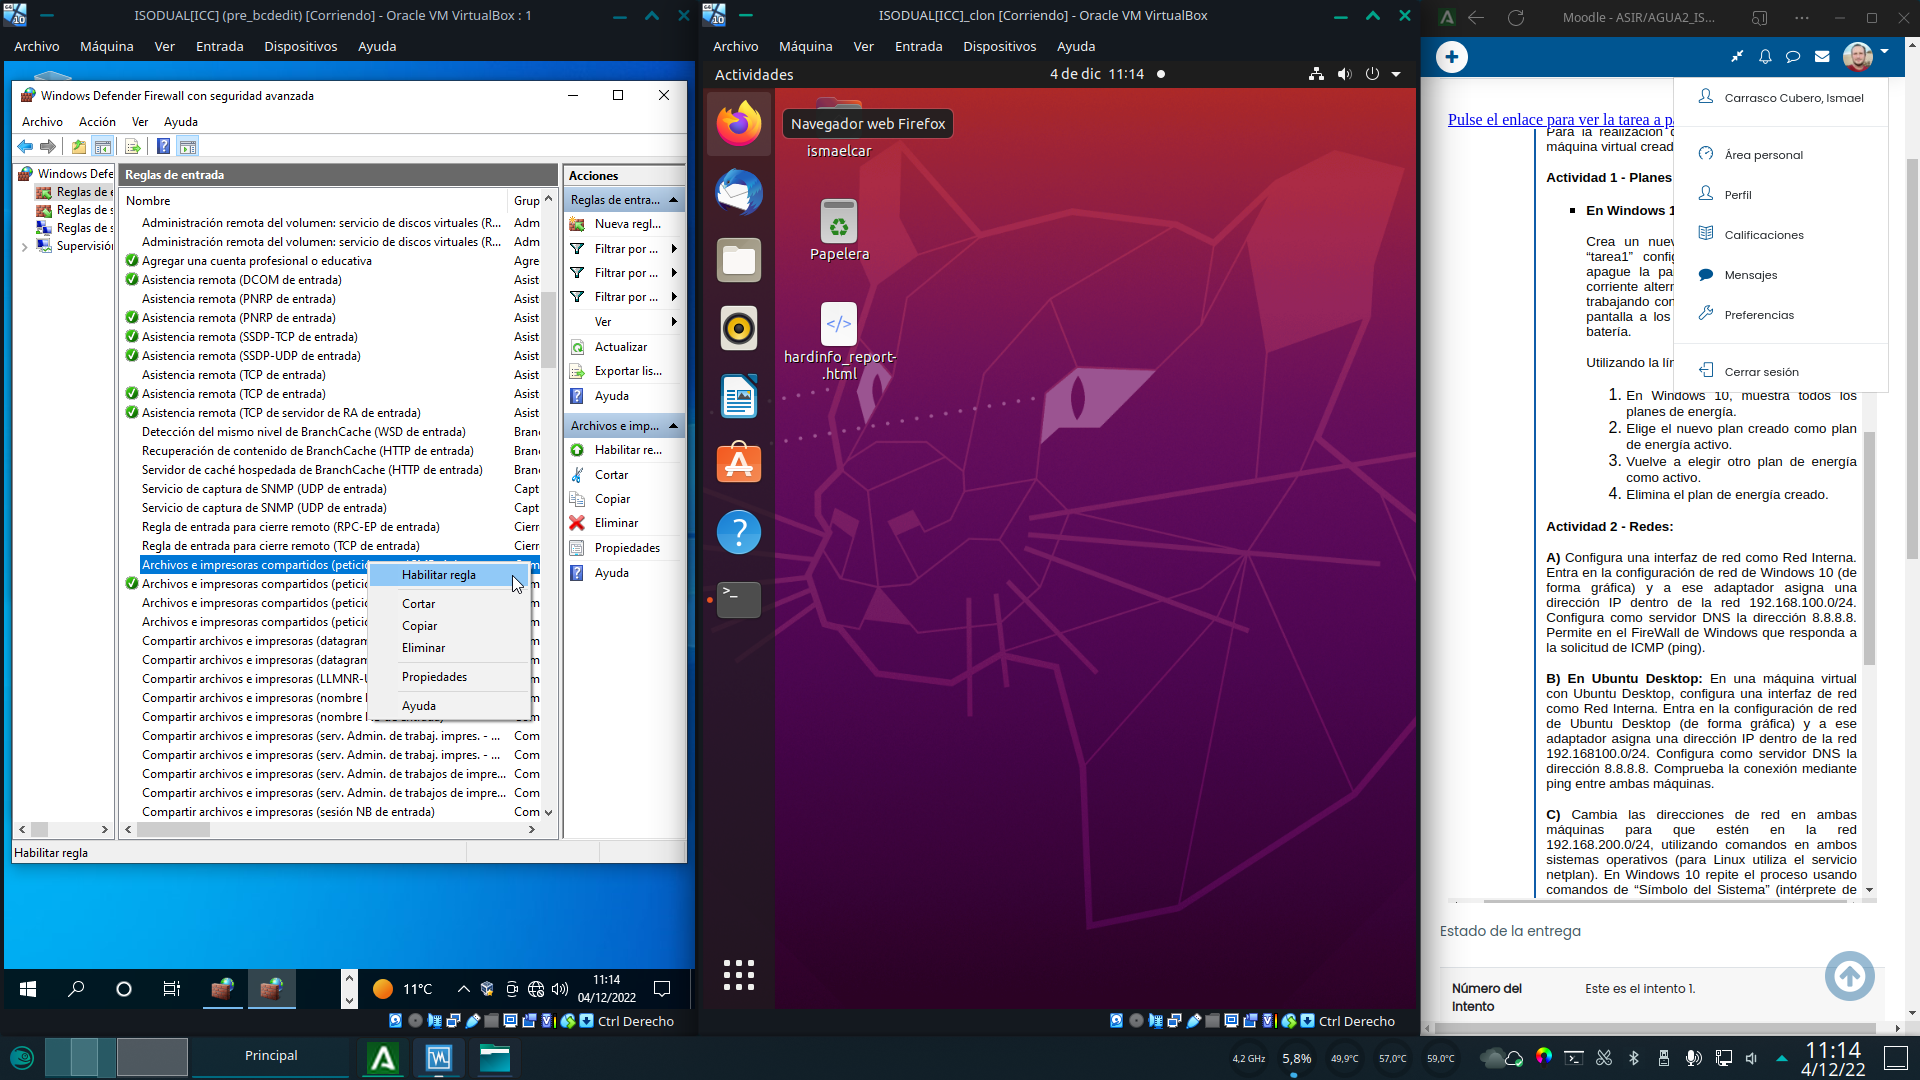 ISODUAL[ICC] (pre_bcdedit) [Corriendo] - Oracle VM VirtualBox : 1
Archivo Máquina Ver Entrada Dispositivos Ayuda
Windows Defender Firewall con seguridad avanzada
Archivo Acción Ver Ayuda
Windows Defe
Reglas de e
Reglas de s
Reglas de s
Supervisió
Reglas de entrada
Nombre Grup
Administración remota del volumen: servicio de discos virtuales (R... Adm
Administración remota del volumen: servicio de discos virtuales (R... Adm
Agregar una cuenta profesional o educativa Agre
Asistencia remota (DCOM de entrada) Asist
Asistencia remota (PNRP de entrada) Asist
Asistencia remota (PNRP de entrada) Asist
Asistencia remota (SSDP-TCP de entrada) Asist
Asistencia remota (SSDP-UDP de entrada) Asist
Asistencia remota (TCP de entrada) Asist
Asistencia remota (TCP de entrada) Asist
Asistencia remota (TCP de servidor de RA de entrada) Asist
Detección del mismo nivel de BranchCache (WSD de entrada) Bran
Recuperación de contenido de BranchCache (HTTP de entrada) Bran
Servidor de caché hospedada de BranchCache (HTTP de entrada) Bran
Servicio de captura de SNMP (UDP de entrada) Capt
Servicio de captura de SNMP (UDP de entrada) Capt
Regla de entrada para cierre remoto (RPC-EP de entrada) Cierr
Regla de entrada para cierre remoto (TCP de entrada) Cierr
Archivos e impresoras compartidos (petició
Archivos e impresoras compartidos (petició
Archivos e impresoras compartidos (petició
Archivos e impresoras compartidos (petició
Compartir archivos e impresoras (datagram
Compartir archivos e impresoras (datagram
Compartir archivos e impresoras (LLMNR-U
Compartir archivos e impresoras (nombre
Compartir archivos e impresoras (nombre
Compartir archivos e impresoras (serv. Admin. de trabaj. impres. - ... Com
Compartir archivos e impresoras (serv. Admin. de trabaj. impres. - ... Com
Compartir archivos e impresoras (serv. Admin. de trabajos de impre... Com
Compartir archivos e impresoras (serv. Admin. de trabajos de impre... Com
Compartir archivos e impresoras (sesión NB de entrada) Com
Habilitar regla
Cortar
Copiar
Eliminar
Propiedades
Ayuda
Acciones
Reglas de entra...
Nueva regl...
Filtrar por ...
Filtrar por ...
Filtrar por ...
Ver
Actualizar
Exportar lis...
Ayuda
Archivos e imp...
Habilitar re...
Cortar
Copiar
Eliminar
Propiedades
Ayuda
Habilitar regla
11°C
11:14
04/12/2022
Ctrl Derecho
ISODUAL[ICC]_clon [Corriendo] - Oracle VM VirtualBox
Archivo Máquina Ver Entrada Dispositivos Ayuda
Actividades
4 de dic 11:14
Navegador web Firefox
ismaelcar
Papelera
hardinfo_report-
.html
Ctrl Derecho
Moodle - ASIR/AGUA2_IS...
Pulse el enlace para ver la tarea a p
Para la realización
máquina virtual cread
Actividad 1 - Planes
En Windows 1
Crea un nuev
"tarea1" config
apague la pa
corriente altern
trabajando con
pantalla a los
batería.
Utilizando la lín
1. En Windows 10, muestra todos los
planes de energía.
2. Elige el nuevo plan creado como plan
de energía activo.
3. Vuelve a elegir otro plan de energía
como activo.
4. Elimina el plan de energía creado.
Actividad 2 - Redes:
A) Configura una interfaz de red como Red Interna.
Entra en la configuración de red de Windows 10 (de
forma gráfica) y a ese adaptador asigna una
dirección IP dentro de la red 192.168.100.0/24.
Configura como servidor DNS la dirección 8.8.8.8.
Permite en el FireWall de Windows que responda a
la solicitud de ICMP (ping).
B) En Ubuntu Desktop: En una máquina virtual
con Ubuntu Desktop, configura una interfaz de red
como Red Interna. Entra en la configuración de red
de Ubuntu Desktop (de forma gráfica) y a ese
adaptador asigna una dirección IP dentro de la red
192.168100.0/24. Configura como servidor DNS la
dirección 8.8.8.8. Comprueba la conexión mediante
ping entre ambas máquinas.
C) Cambia las direcciones de red en ambas
máquinas para que estén en la red
192.168.200.0/24, utilizando comandos en ambos
sistemas operativos (para Linux utiliza el servicio
netplan). En Windows 10 repite el proceso usando
comandos de "Símbolo del Sistema" (intérprete de
Carrasco Cubero, Ismael
Área personal
Perfil
Calificaciones
Mensajes
Preferencias
Cerrar sesión
Estado de la entrega
Número del
Intento
Este es el intento 1.
Principal
4,2 GHz
5,8%
49,9°C
57,0°C
59,0°C
11:14
4/12/22